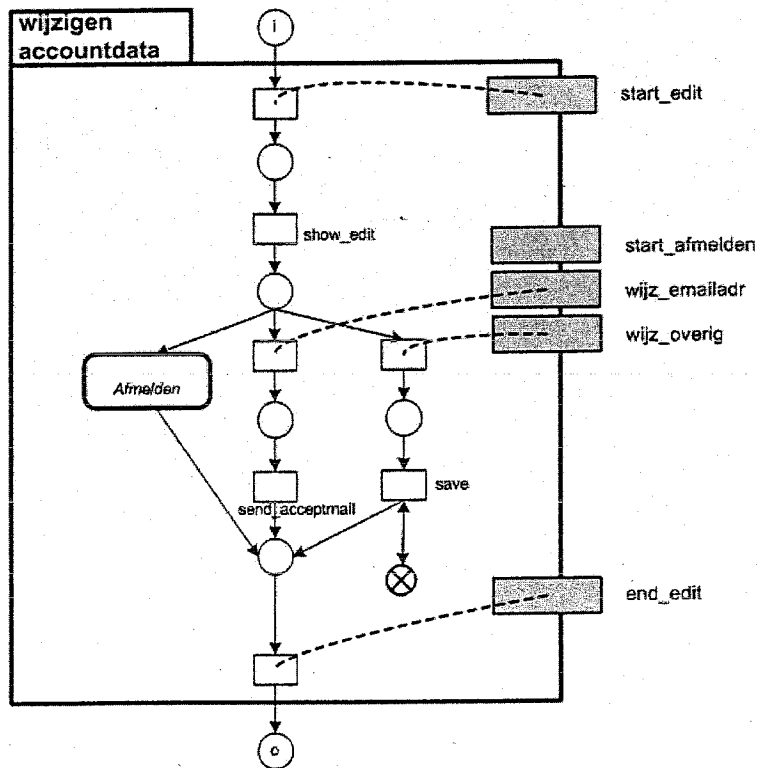 wijzigen
accountdata
i
start_edit
show_edit
start_afmelden
wijz_emailadr
wijz_overig
Afmelden
save
send_acceptmail
end_edit
o